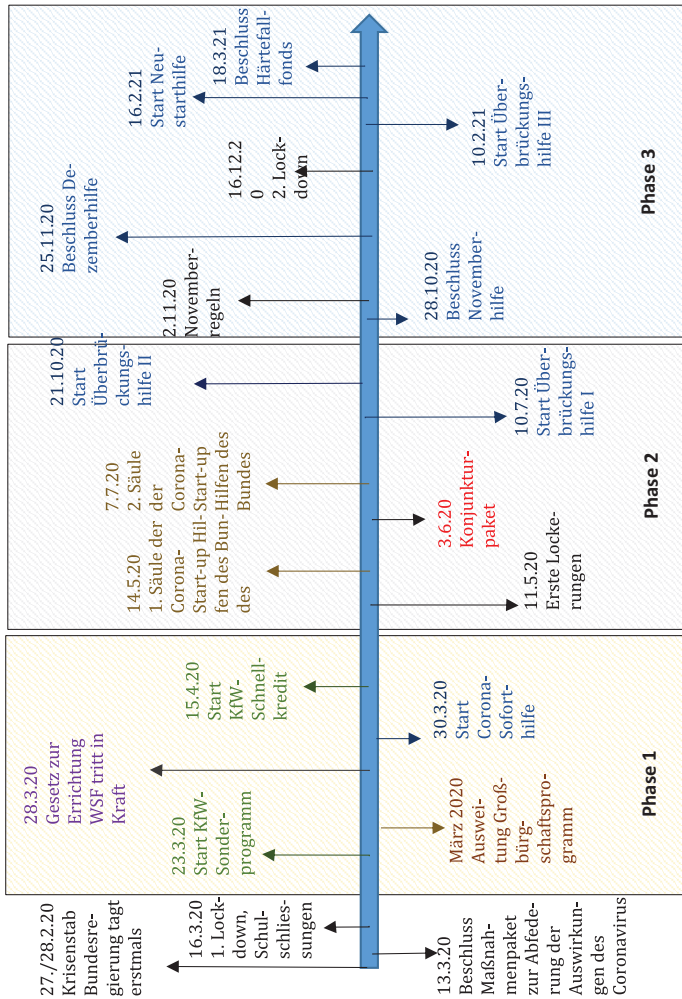 27./28.2.20
Krisenstab
Bundesre-
gierung tagt
erstmals
16.3.20
1. Lock-
down,
Schul-
schlies-
sungen
13.3.20
Beschluss
Maßnah-
menpaket
zur Abfede-
rung der
Auswirkun-
gen des
Coronavirus
28.3.20
Gesetz zur
Errichtung
WSF tritt in
Kraft
23.3.20
Start KfW-
Sonder-
programm
15.4.20
Start
KfW-
Schnell-
kredit
März 2020
Auswei-
tung Groß-
bürg-
schaftspro-
gramm
30.3.20
Start
Corona-
Sofort-
hilfe
Phase 1
14.5.20
1. Säule der
Corona-
Start-up Hil-
fen des Bun-
des
7.7.20
2. Säule
der
Corona-
Start-up
Hilfen des
Bundes
21.10.20
Start
Überbrü-
ckungs-
hilfe II
11.5.20
Erste Locke-
rungen
3.6.20
Konjunktur-
paket
10.7.20
Start Über-
brückungs-
hilfe I
Phase 2
2.11.20
November-
regeln
25.11.20
Beschluss De-
zemberhilfe
16.12.2
0
2. Lock-
down
16.2.21
Start Neu-
starthilfe
18.3.21
Beschluss
Härtefall-
fonds
28.10.20
Beschluss
November-
hilfe
10.2.21
Start Über-
brückungs-
hilfe III
Phase 3